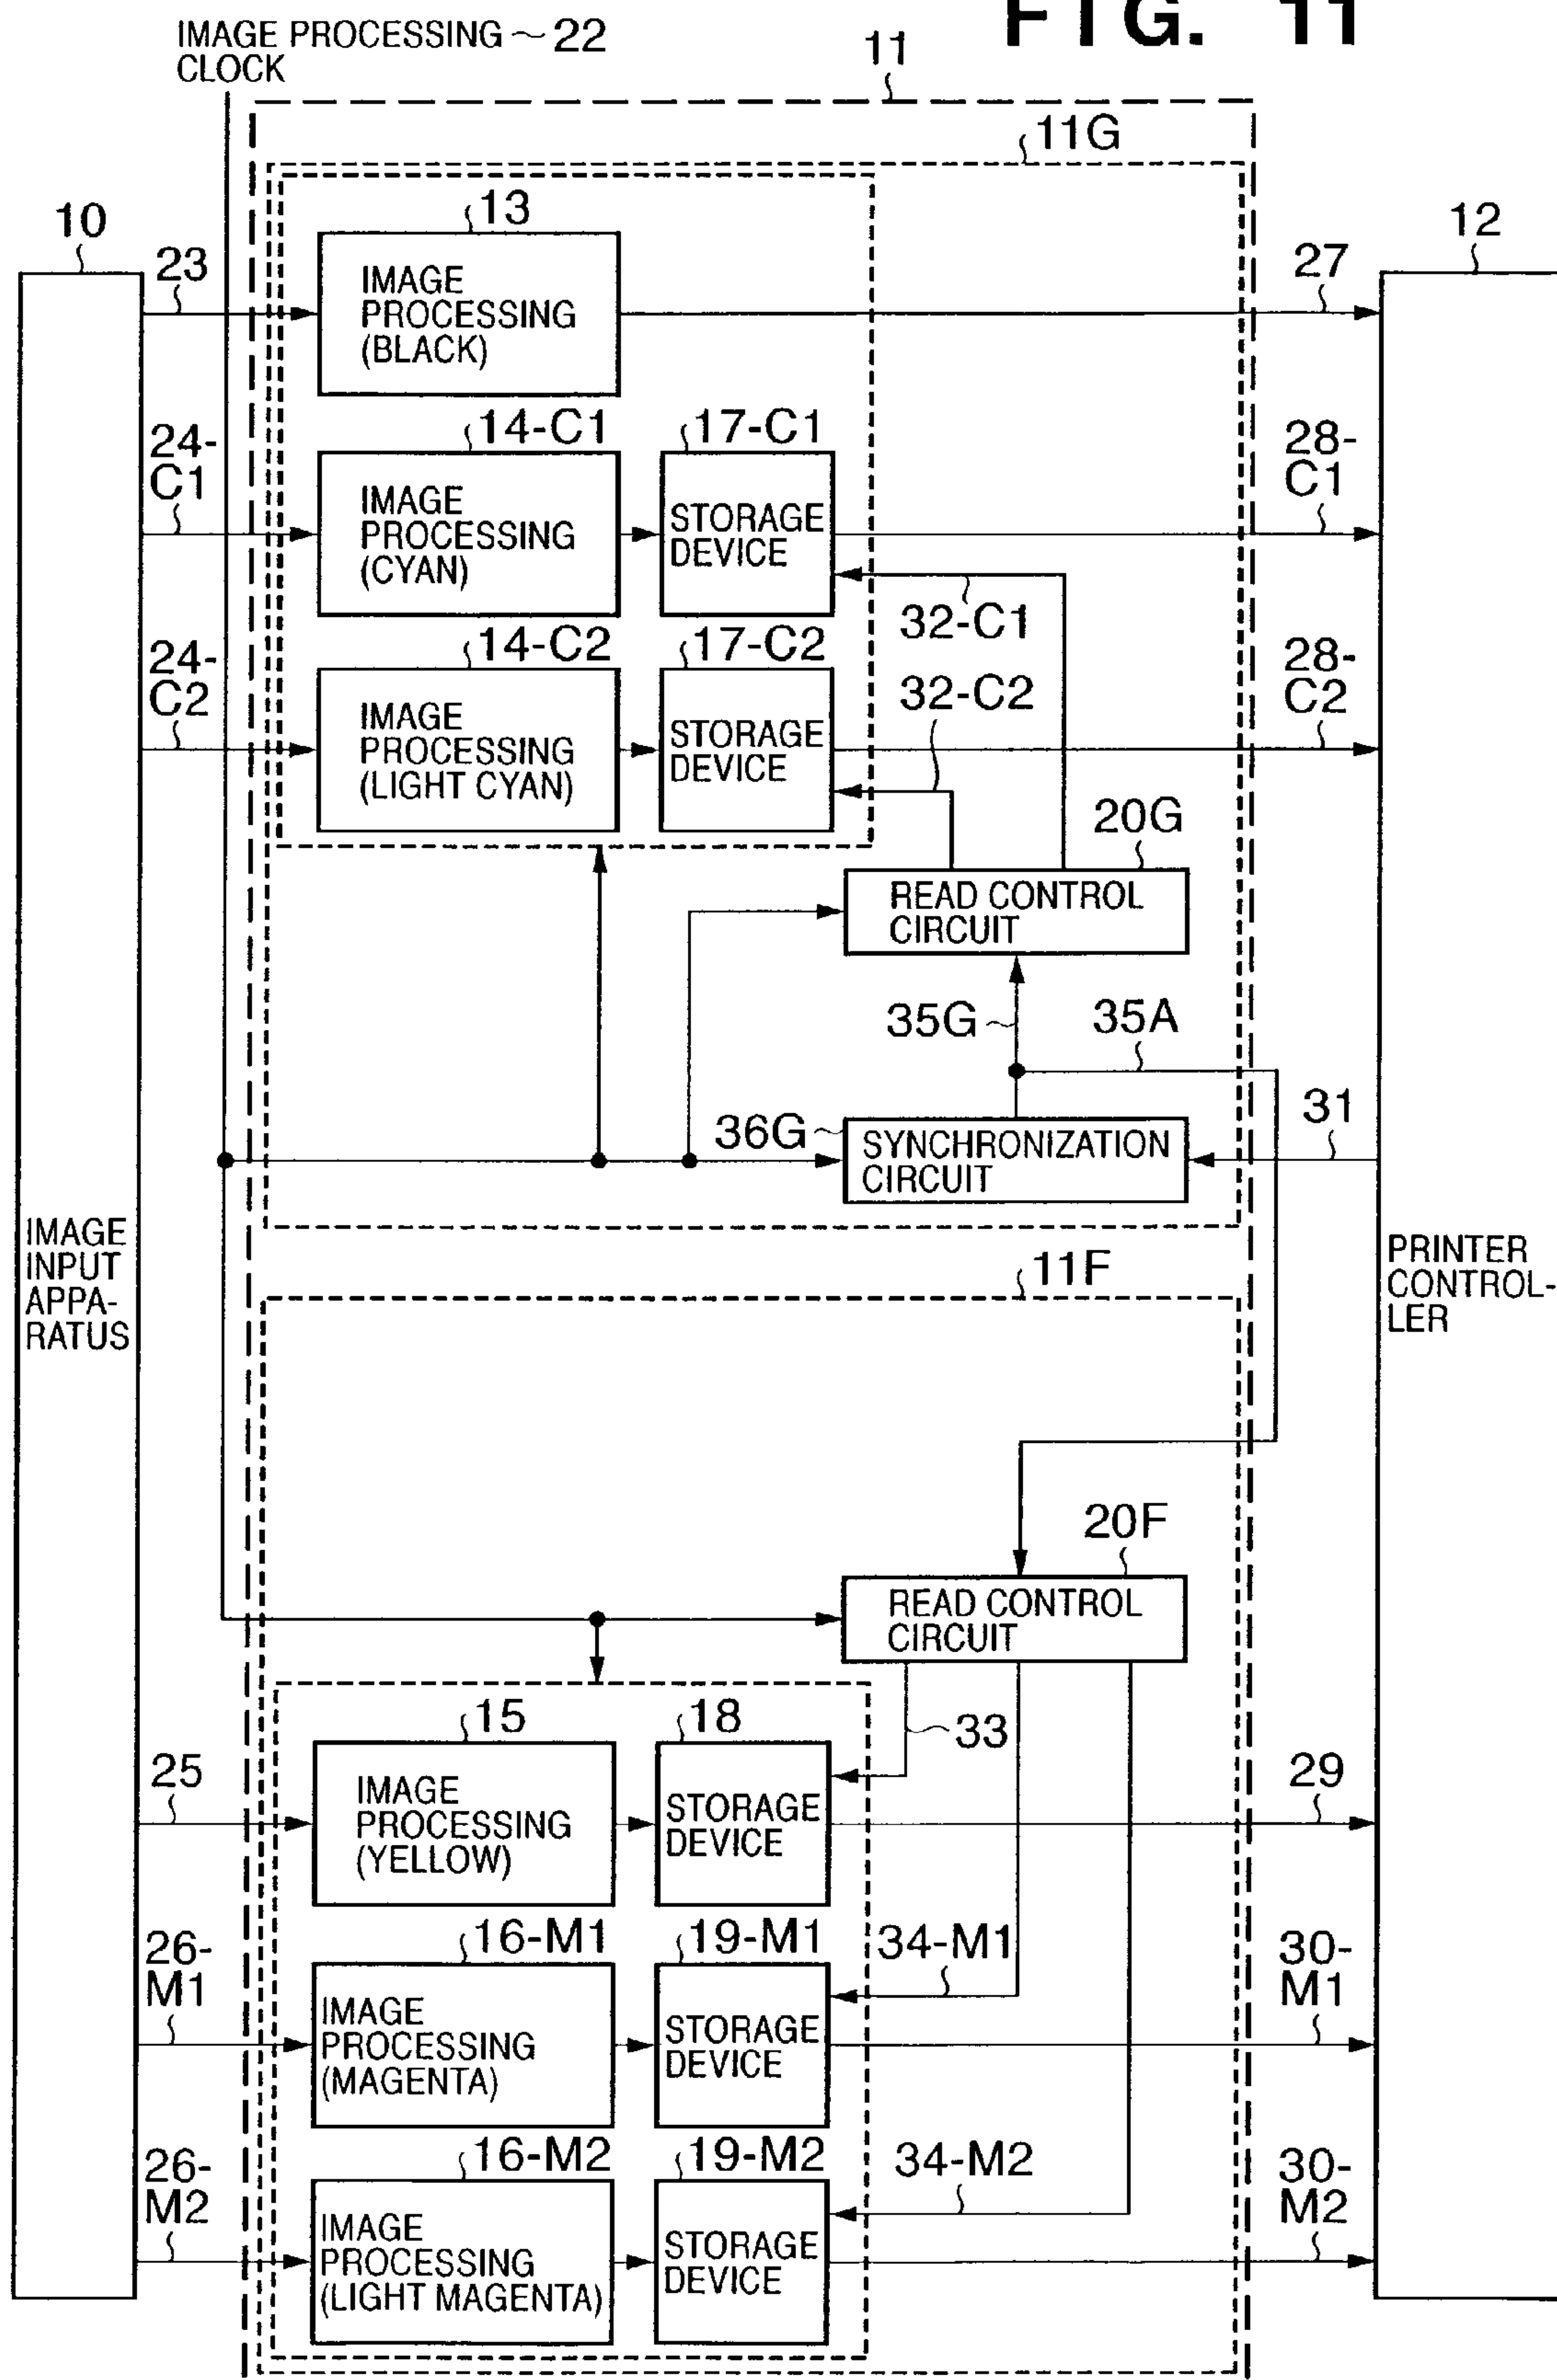 FIG. 11
IMAGE PROCESSING 22
CLOCK
11
11G
10
23
13
IMAGE
PROCESSING
(BLACK)
27
12
24-
C1
14-C1
IMAGE
PROCESSING
(CYAN)
17-C1
STORAGE
DEVICE
28-
C1
32-C1
24-
C2
14-C2
IMAGE
PROCESSING
(LIGHT CYAN)
17-C2
STORAGE
DEVICE
32-C2
28-
C2
20G
READ CONTROL
CIRCUIT
35G
35A
36G
SYNCHRONIZATION
CIRCUIT
31
IMAGE
INPUT
APPA-
RATUS
PRINTER
CONTROL-
LER
11F
20F
READ CONTROL
CIRCUIT
25
15
IMAGE
PROCESSING
(YELLOW)
18
STORAGE
DEVICE
33
29
26-
M1
16-M1
IMAGE
PROCESSING
(MAGENTA)
19-M1
STORAGE
DEVICE
34-M1
30-
M1
26-
M2
16-M2
IMAGE
PROCESSING
(LIGHT MAGENTA)
19-M2
STORAGE
DEVICE
34-M2
30-
M2